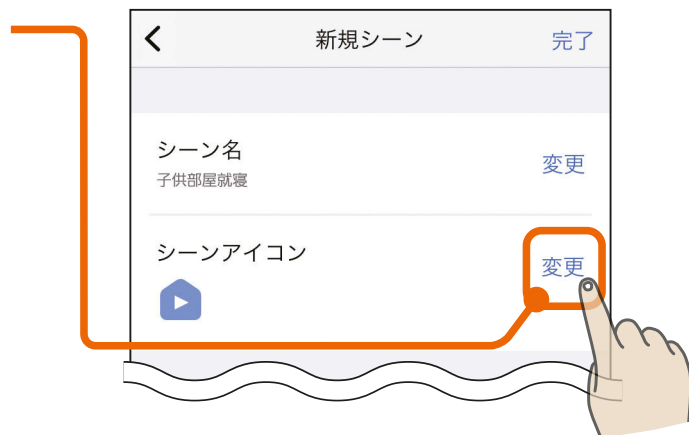 新規シーン
完了
シーン名
子供部屋就寝
変更
シーンアイコン
変更